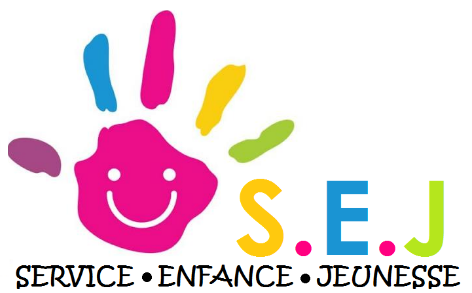 S.E.J
SERVICE • ENFANCE • JEUNESSE